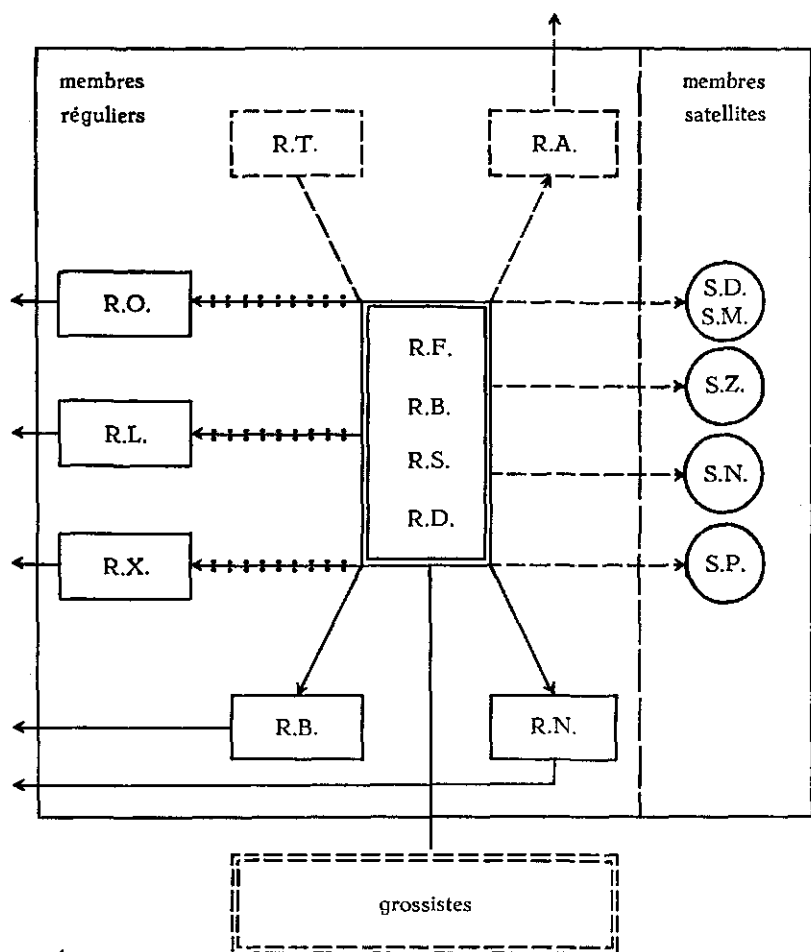 membres
réguliers
membres
satellites
R.T.
R.A.
R.O.
R.L.
R.X.
R.F.
R.B.
R.S.
R.D.
S.D.
S.M.
S.Z.
S.N.
S.P.
R.B.
R.N.
grossistes